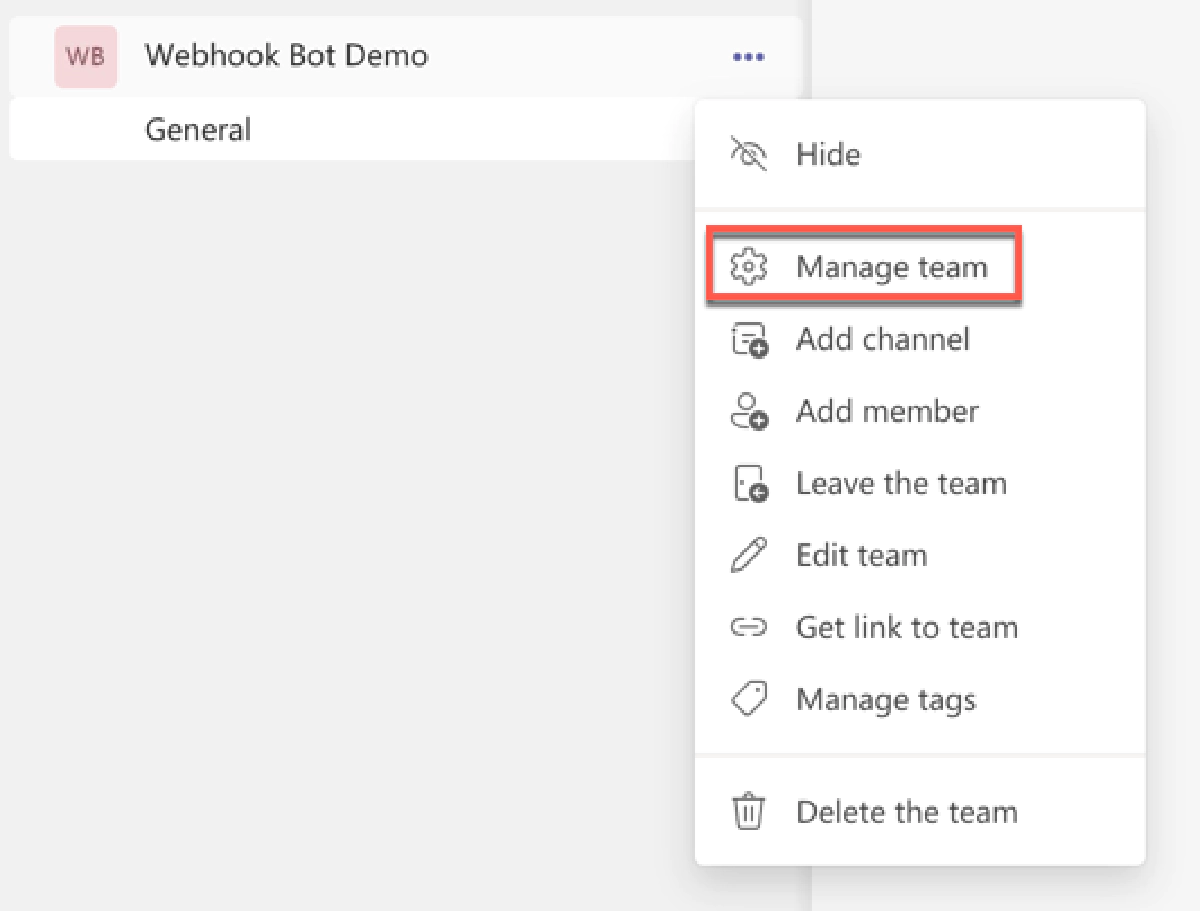 WB
Webhook Bot Demo
General
Hide
Manage team
Add channel
Add member
Leave the team
Edit team
Get link to team
Manage tags
Delete the team